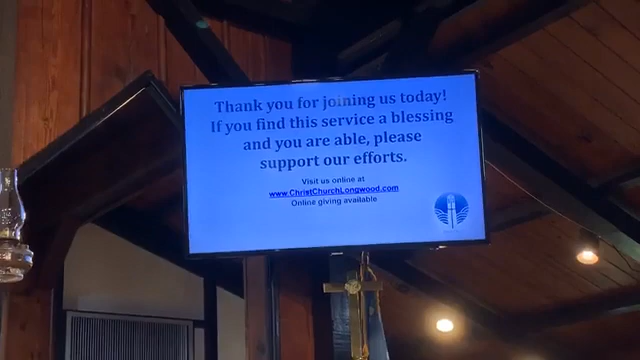 Thank you for joining us today!
If you find this service a blessing
and you are able, please
support our efforts.
Visit us online at
www.ChristChurchLongwood.com
Online giving available